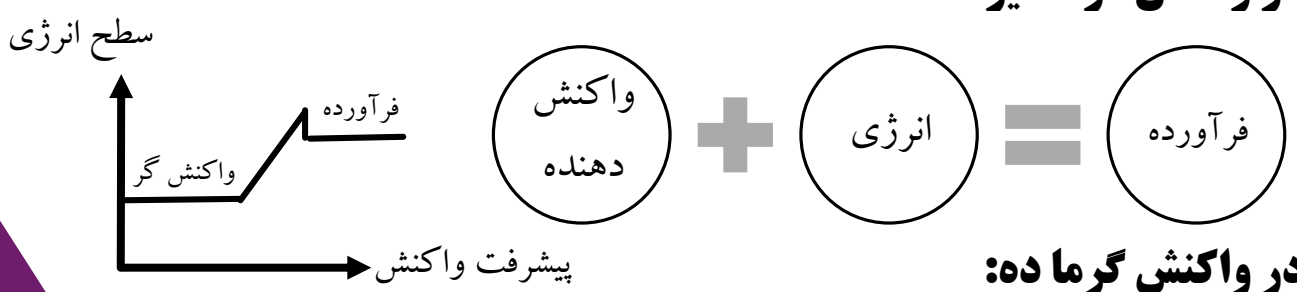 سطح انرژی
فرآورده
واکنش گر
پیشرفت واکنش
واکنش
دهنده
انرژی
فرآورده
در واکنش گرما ده: